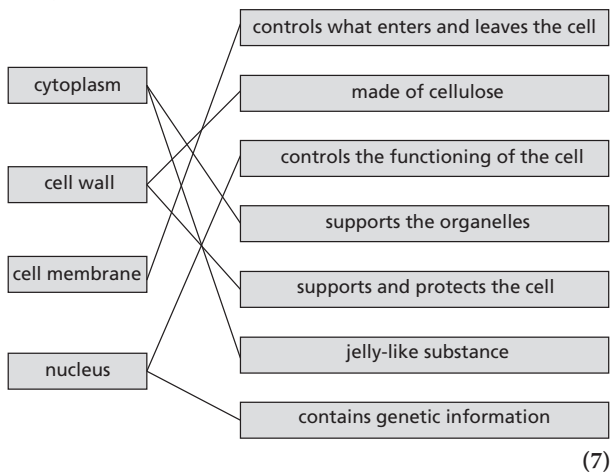 controls what enters and leaves the cell
cytoplasm
made of cellulose
controls the functioning of the cell
cell wall
supports the organelles
cell membrane
supports and protects the cell
jelly-like substance
nucleus
contains genetic information
(7)